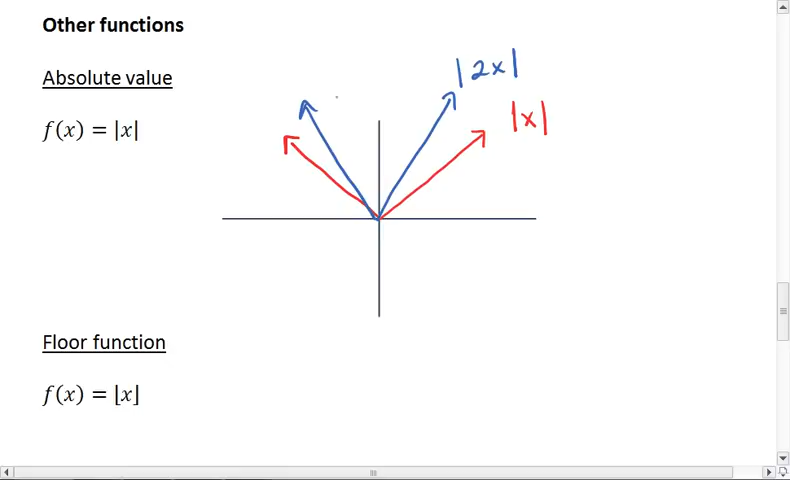 Other functions
Absolute value
|2x|
f(x) = |x|
|x|
Floor function
f(x) = ⌊x⌋